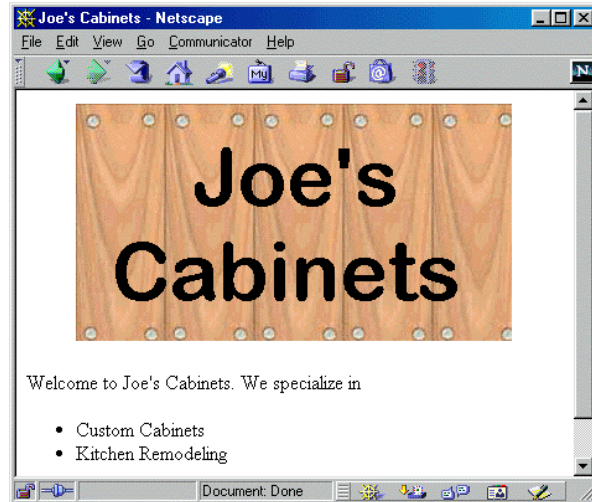 Joe's Cabinets - Netscape
File Edit View Go Communicator Help
My
N
Joe's
Cabinets
Welcome to Joe's Cabinets. We specialize in
Custom Cabinets
Kitchen Remodeling
Document: Done